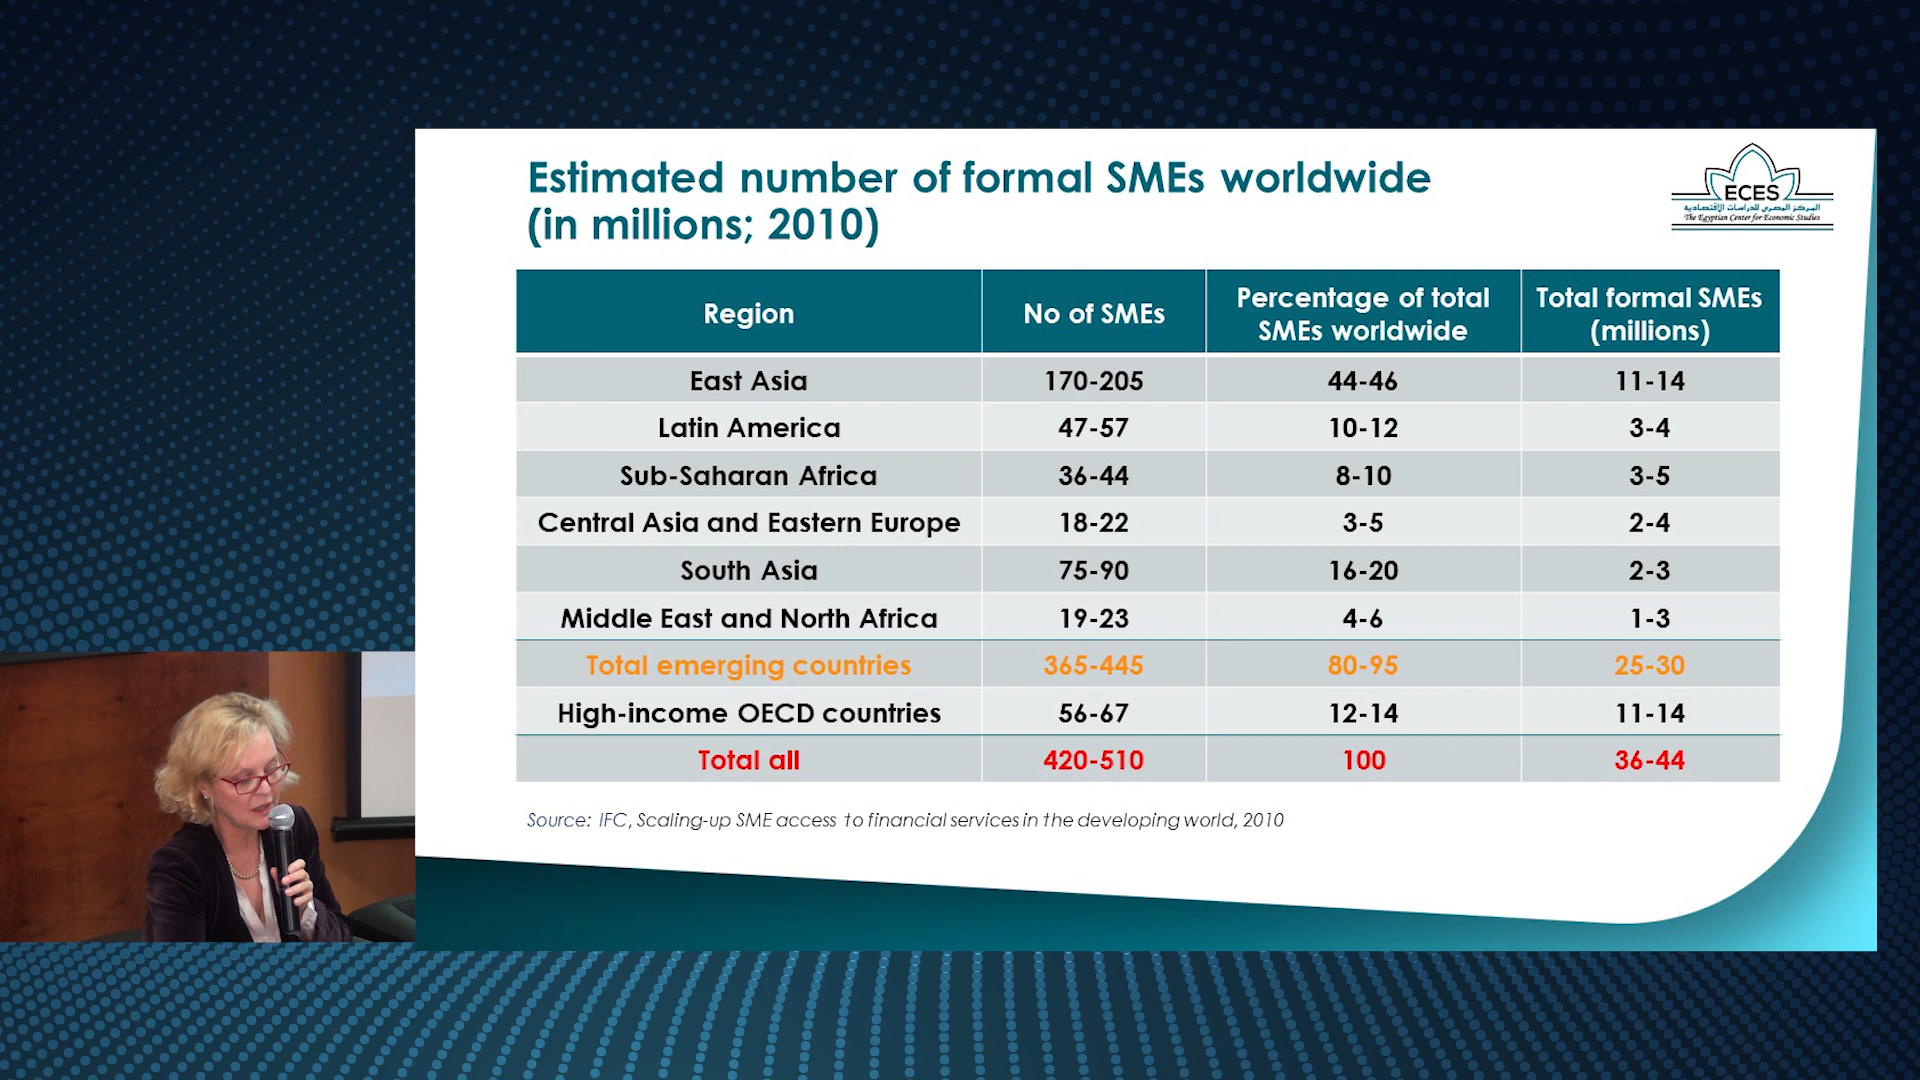 Estimated number of formal SMEs worldwide
(in millions; 2010)
ECES
المركز المصري للدراسات الاقتصادية
The Egyptian Center for Economic Studies
Region No of SMEs Percentage of total SMEs worldwide Total formal SMEs (millions)
East Asia 170-205 44-46 11-14
Latin America 47-57 10-12 3-4
Sub-Saharan Africa 36-44 8-10 3-5
Central Asia and Eastern Europe 18-22 3-5 2-4
South Asia 75-90 16-20 2-3
Middle East and North Africa 19-23 4-6 1-3
Total emerging countries 365-445 80-95 25-30
High-income OECD countries 56-67 12-14 11-14
Total all 420-510 100 36-44
Source: IFC, Scaling-up SME access to financial services in the developing world, 2010